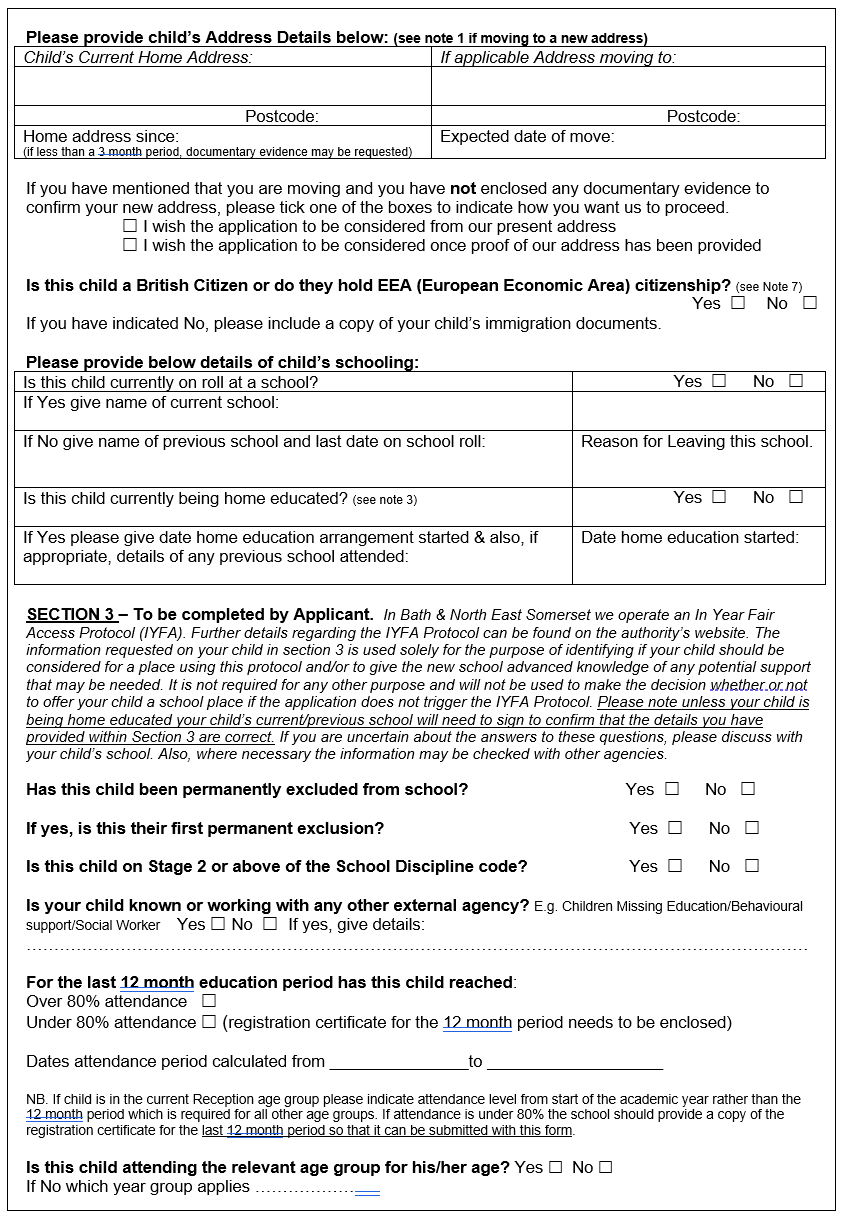 Please provide child's Address Details below: (see note 1 if moving to a new address)
Child's Current Home Address:
If applicable Address moving to:
Postcode:
Postcode:
Home address since:
(if less than a 3 month period, documentary evidence may be requested)
Expected date of move:
If you have mentioned that you are moving and you have not enclosed any documentary evidence to
confirm your new address, please tick one of the boxes to indicate how you want us to proceed.
☐ I wish the application to be considered from our present address
☐ I wish the application to be considered once proof of our address has been provided
Is this child a British Citizen or do they hold EEA (European Economic Area) citizenship? (see Note 7)
Yes ☐ No ☐
If you have indicated No, please include a copy of your child's immigration documents.
Please provide below details of child's schooling:
Is this child currently on roll at a school? Yes ☐ No ☐
If Yes give name of current school:
If No give name of previous school and last date on school roll:
Reason for Leaving this school.
Is this child currently being home educated? (see note 3) Yes ☐ No ☐
If Yes please give date home education arrangement started & also, if
appropriate, details of any previous school attended:
Date home education started:
SECTION 3 – To be completed by Applicant. In Bath & North East Somerset we operate an In Year Fair
Access Protocol (IYFA). Further details regarding the IYFA Protocol can be found on the authority's website. The
information requested on your child in section 3 is used solely for the purpose of identifying if your child should be
considered for a place using this protocol and/or to give the new school advanced knowledge of any potential support
that may be needed. It is not required for any other purpose and will not be used to make the decision whether or not
to offer your child a school place if the application does not trigger the IYFA Protocol. Please note unless your child is
being home educated your child's current/previous school will need to sign to confirm that the details you have
provided within Section 3 are correct. If you are uncertain about the answers to these questions, please discuss with
your child's school. Also, where necessary the information may be checked with other agencies.
Has this child been permanently excluded from school? Yes ☐ No ☐
If yes, is this their first permanent exclusion? Yes ☐ No ☐
Is this child on Stage 2 or above of the School Discipline code? Yes ☐ No ☐
Is your child known or working with any other external agency? E.g. Children Missing Education/Behavioural
support/Social Worker Yes ☐ No ☐ If yes, give details:
……………………………………………………………………………………………………………………
For the last 12 month education period has this child reached:
Over 80% attendance ☐
Under 80% attendance ☐ (registration certificate for the 12 month period needs to be enclosed)
Dates attendance period calculated from ________________to ____________________
NB. If child is in the current Reception age group please indicate attendance level from start of the academic year rather than the
12 month period which is required for all other age groups. If attendance is under 80% the school should provide a copy of the
registration certificate for the last 12 month period so that it can be submitted with this form.
Is this child attending the relevant age group for his/her age? Yes ☐ No ☐
If No which year group applies …………………___